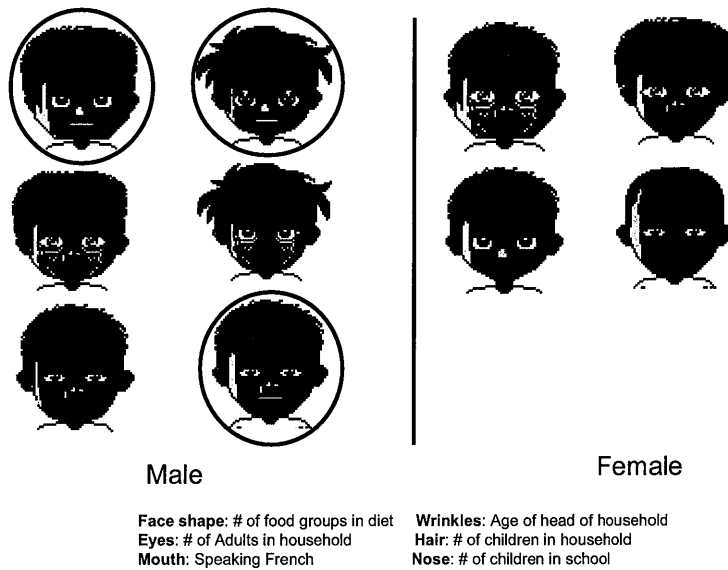 Male
Female
Face shape: # of food groups in diet
Wrinkles: Age of head of household
Eyes: # of Adults in household
Hair: # of children in household
Mouth: Speaking French
Nose: # of children in school